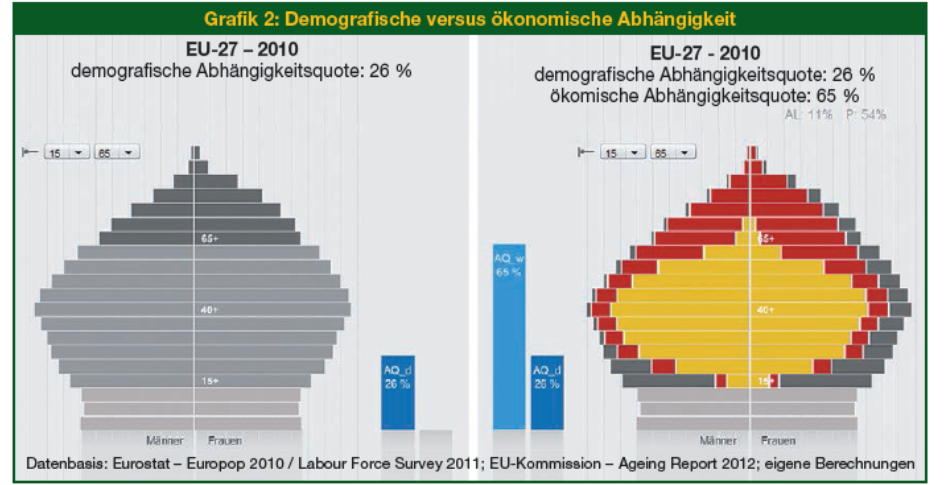 Grafik 2: Demografische versus ökonomische Abhängigkeit
EU-27 – 2010
demografische Abhängigkeitsquote: 26 %
15 65
65+
40+
15+
AQ_d
26 %
Männer Frauen
EU-27 - 2010
demografische Abhängigkeitsquote: 26 %
ökomische Abhängigkeitsquote: 65 %
AL: 11% P: 54%
15 65
AQ_w
65 %
AQ_d
26 %
65+
40+
15+
Männer Frauen
Datenbasis: Eurostat – Europop 2010 / Labour Force Survey 2011; EU-Kommission – Ageing Report 2012; eigene Berechnungen